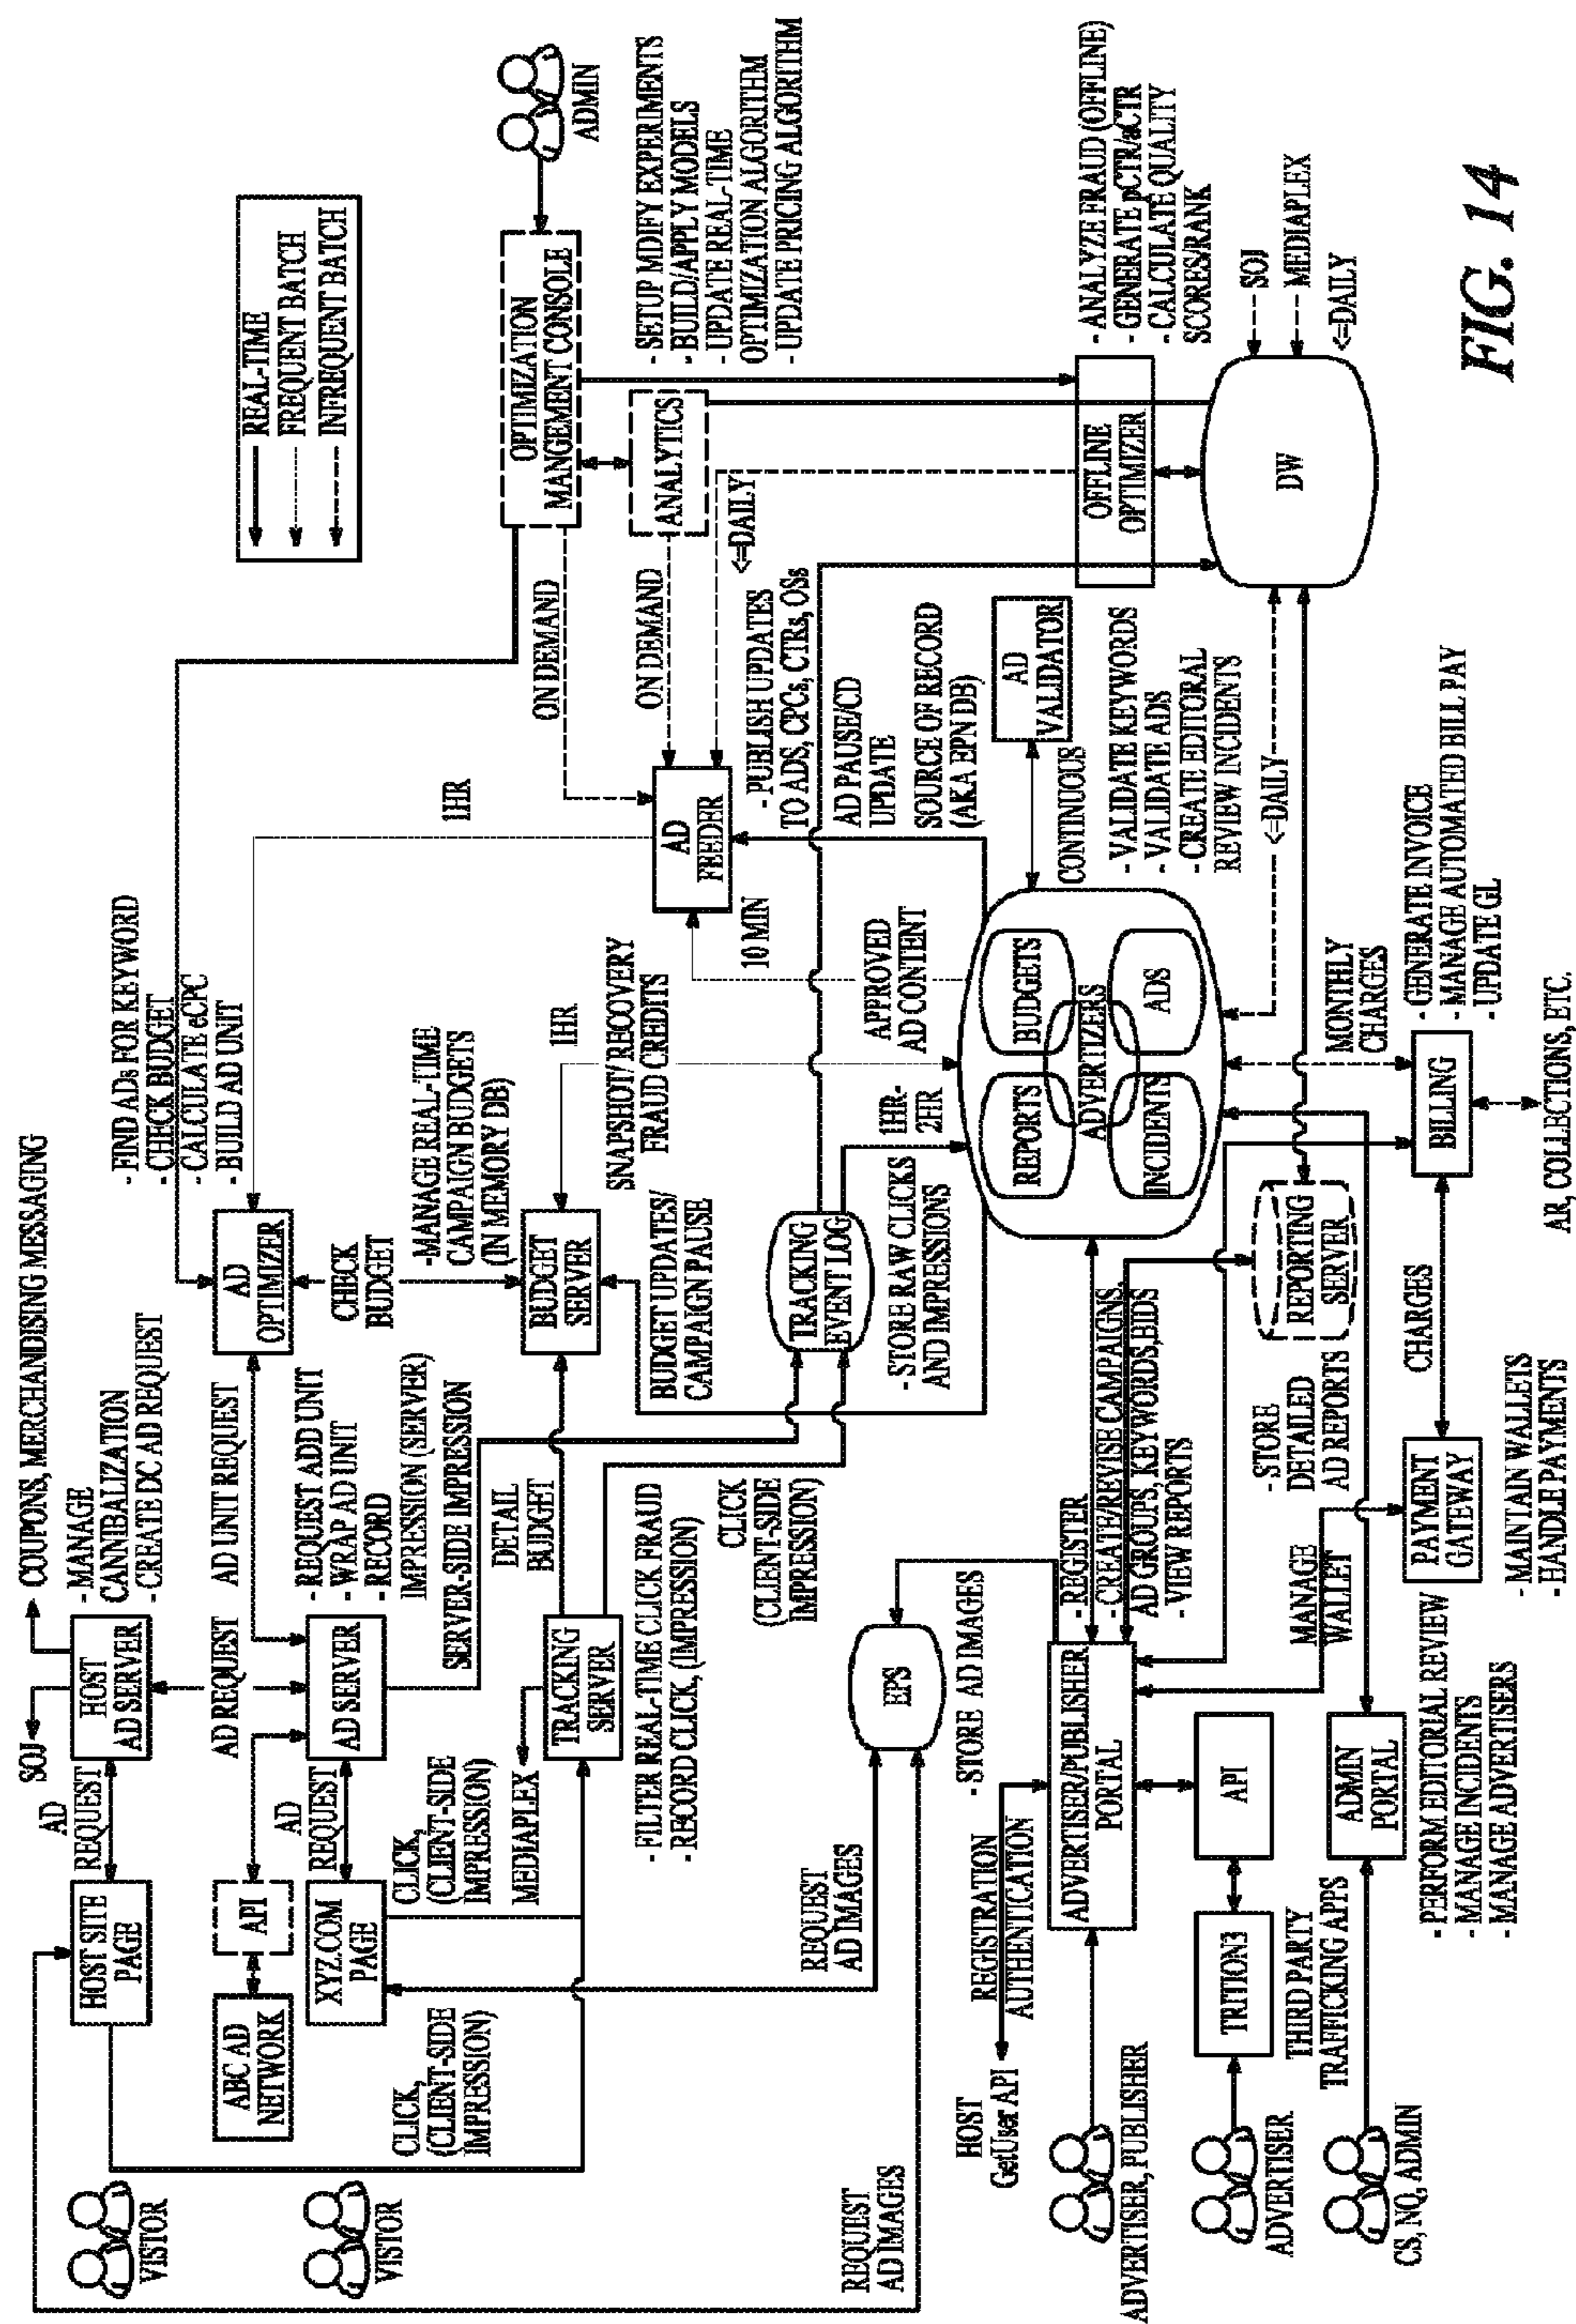 REAL-TIME
FREQUENT BATCH
INFREQUENT BATCH
SOJ
COUPONS, MERCHANDISING MESSAGING
VISTOR
HOST SITE
PAGE
AD
REQUEST
HOST
AD SERVER
- MANAGE
CANNIBALIZATION
- CREATE DC AD REQUEST
- FIND ADs FOR KEYWORD
- CHECK BUDGET
- CALCULATE eCPC
- BUILD AD UNIT
ABC AD
NETWORK
API
AD REQUEST
AD UNIT REQUEST
AD
OPTIMIZER
1HR
VISTOR
XYZ.COM
PAGE
AD
REQUEST
AD SERVER
- REQUEST ADD UNIT
- WRAP AD UNIT
- RECORD
IMPRESSION (SERVER)
CHECK
BUDGET
CLICK,
(CLIENT-SIDE
IMPRESSION)
CLICK,
(CLIENT-SIDE
IMPRESSION)
SERVER-SIDE IMPRESSION
-MANAGE REAL-TIME
CAMPAIGN BUDGETS
(IN MEMORY DB)
OPTIMIZATION
MANGEMENT CONSOLE
ADMIN
ON DEMAND
MEDIAPLEX
DETAIL
BUDGET
TRACKING
SERVER
BUDGET
SERVER
1HR
- FILTER REAL-TIME CLICK FRAUD
- RECORD CLICK, (IMPRESSION)
SNAPSHOT/ RECOVERY
FRAUD CREDITS
ON DEMAND
ANALYTICS
- SETUP MDIFY EXPERIMENTS
- BUILD/APPLY MODELS
- UPDATE REAL-TIME
OPTIMIZATION ALGORITHM
- UPDATE PRICING ALGORITHM
BUDGET UPDATES/
CAMPAIGN PAUSE
AD
FEEDER
10 MIN
<=DAILY
- PUBLISH UPDATES
TO ADS, CPCs, CTRs, OSs
CLICK
(CLIENT-SIDE
IMPRESSION)
TRACKING
EVENT LOG
AD PAUSE/CD
UPDATE
REQUEST
AD IMAGES
REQUEST
AD IMAGES
EPS
- STORE RAW CLICKS
AND IMPRESSIONS
1HR-
2HR
APPROVED
AD CONTENT
SOURCE OF RECORD
(AKA EPN DB)
- STORE AD IMAGES
HOST
GetUser API
REGISTRATION
AUTHENTICATION
REPORTS
BUDGETS
ADVERTIZERS
INCIDENTS
ADS
CONTINUOUS
AD
VALIDATOR
- VALIDATE KEYWORDS
- VALIDATE ADS
- CREATE EDITORAL
REVIEW INCIDENTS
OFFLINE
OPTIMIZER
- ANALYZE FRAUD (OFFLINE)
- GENERATE pCTR/aCTR
- CALCULATE QUALITY
SCORES/RANK
ADVERTISER, PUBLISHER
ADVERTISER/PUBLISHER
PORTAL
- REGISTER
- CREATE/REVISE CAMPAIGNS,
AD GROUPS, KEYWORDS,BIDS
- VIEW REPORTS
<=DAILY
DW
SOJ
MEDIAPLEX
<=DAILY
ADVERTISER
TRITION3
API
THIRD PARTY
TRAFFICKING APPS
MANAGE
WALLET
- STORE
DETAILED
AD REPORTS
REPORTING
SERVER
MONTHLY
CHARGES
CS, NQ, ADMIN
ADMIN
PORTAL
- PERFORM EDITORIAL REVIEW
- MANAGE INCIDENTS
- MANAGE ADVERTISERS
PAYMENT
GATEWAY
CHARGES
BILLING
- GENERATE INVOICE
- MANAGE AUTOMATED BILL PAY
- UPDATE GL
- MAINTAIN WALLETS
- HANDLE PAYMENTS
AR, COLLECTIONS, ETC.
FIG. 14